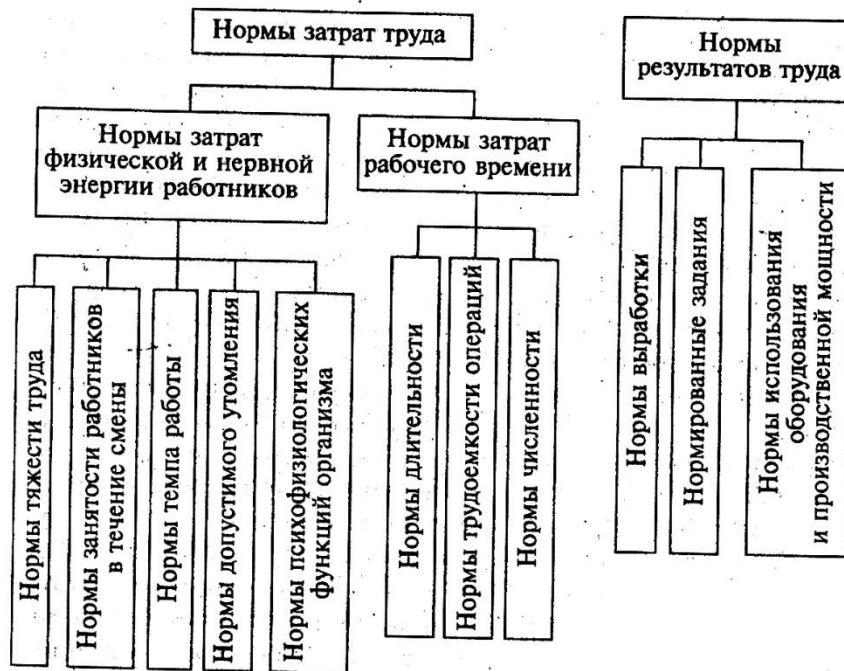 Нормы затрат труда
Нормы
результатов труда
Нормы затрат
физической и нервной
энергии работников
Нормы затрат
рабочего времени
Нормы тяжести труда
Нормы занятости работников
в течение смены
Нормы темпа работы
Нормы допустимого утомления
Нормы психофизиологических
функций организма
Нормы длительности
Нормы трудоемкости операций
Нормы численности
Нормы выработки
Нормированные задания
Нормы использования
оборудования
и производственной мощности